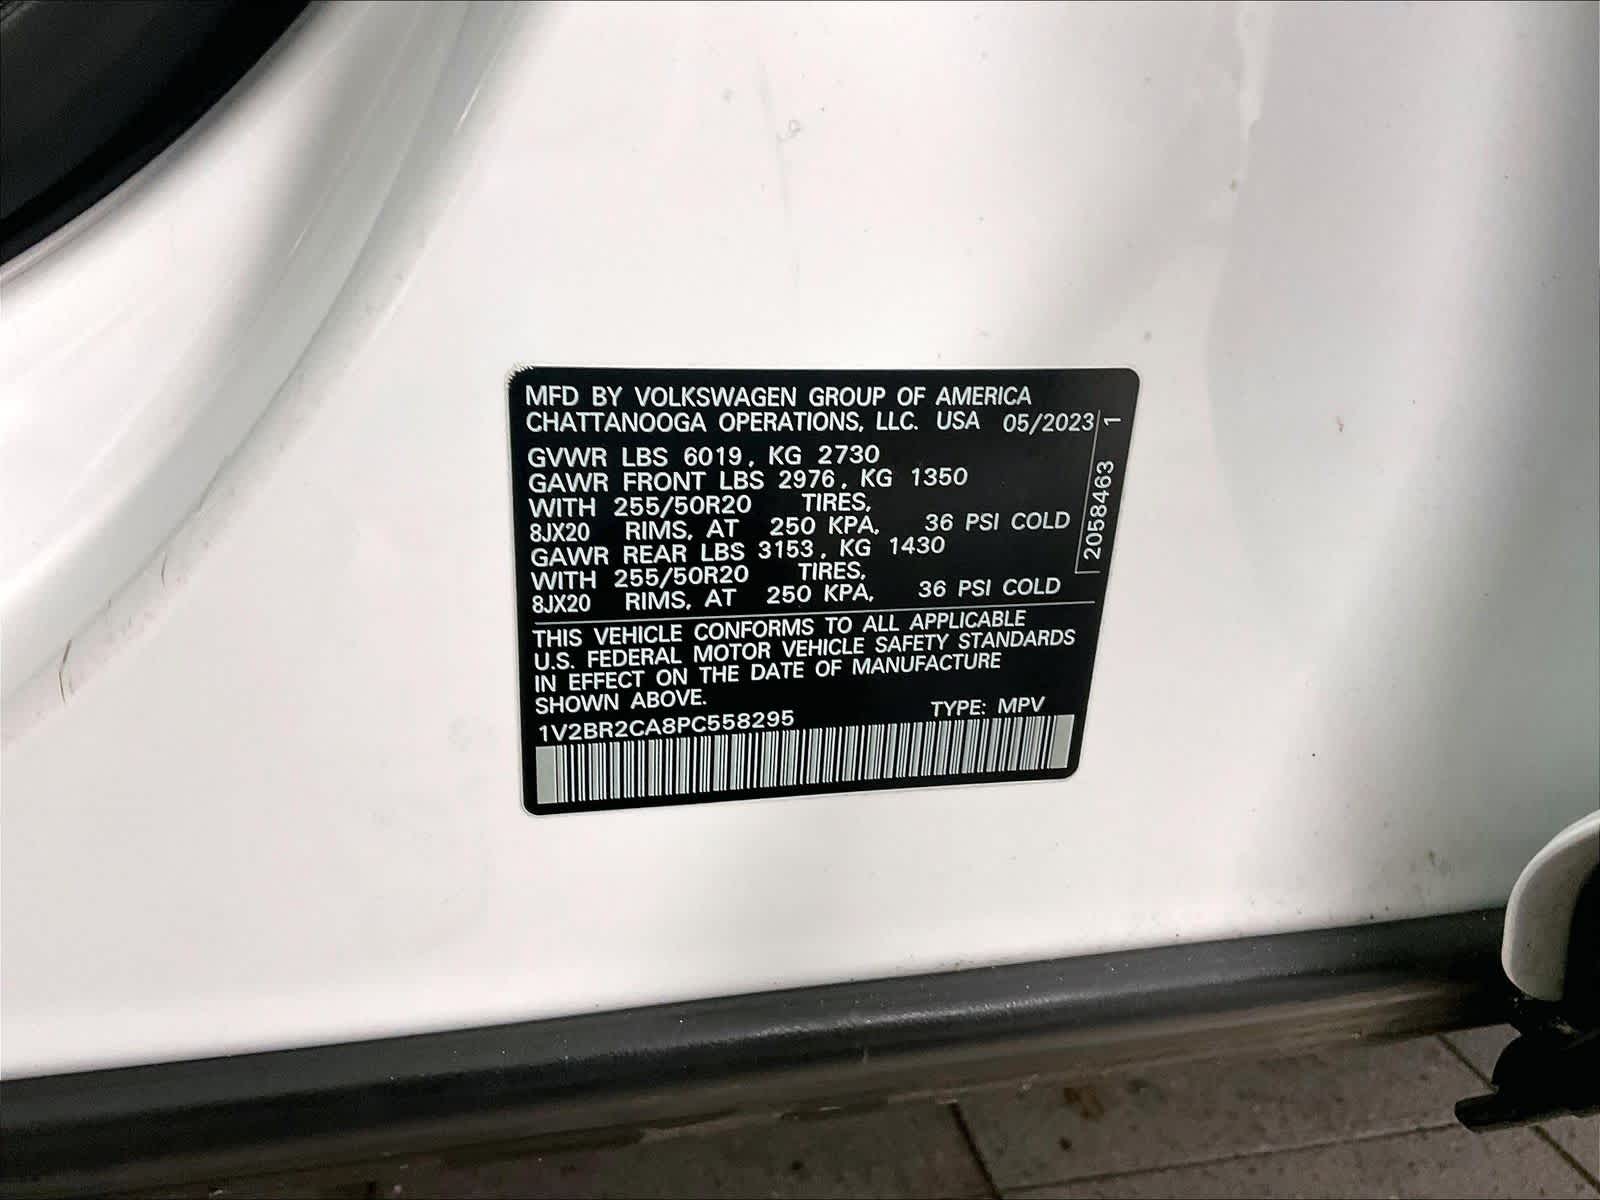 MFD BY VOLKSWAGEN GROUP OF AMERICA
CHATTANOOGA OPERATIONS, LLC. USA 05/2023 1
GVWR LBS 6019, KG 2730
GAWR FRONT LBS 2976, KG 1350
WITH 255/50R20 TIRES,
8JX20 RIMS, AT 250 KPA, 36 PSI COLD
GAWR REAR LBS 3153, KG 1430
WITH 255/50R20 TIRES,
8JX20 RIMS, AT 250 KPA, 36 PSI COLD
2058463
THIS VEHICLE CONFORMS TO ALL APPLICABLE
U.S. FEDERAL MOTOR VEHICLE SAFETY STANDARDS
IN EFFECT ON THE DATE OF MANUFACTURE
SHOWN ABOVE.
1V2BR2CA8PC558295 TYPE: MPV